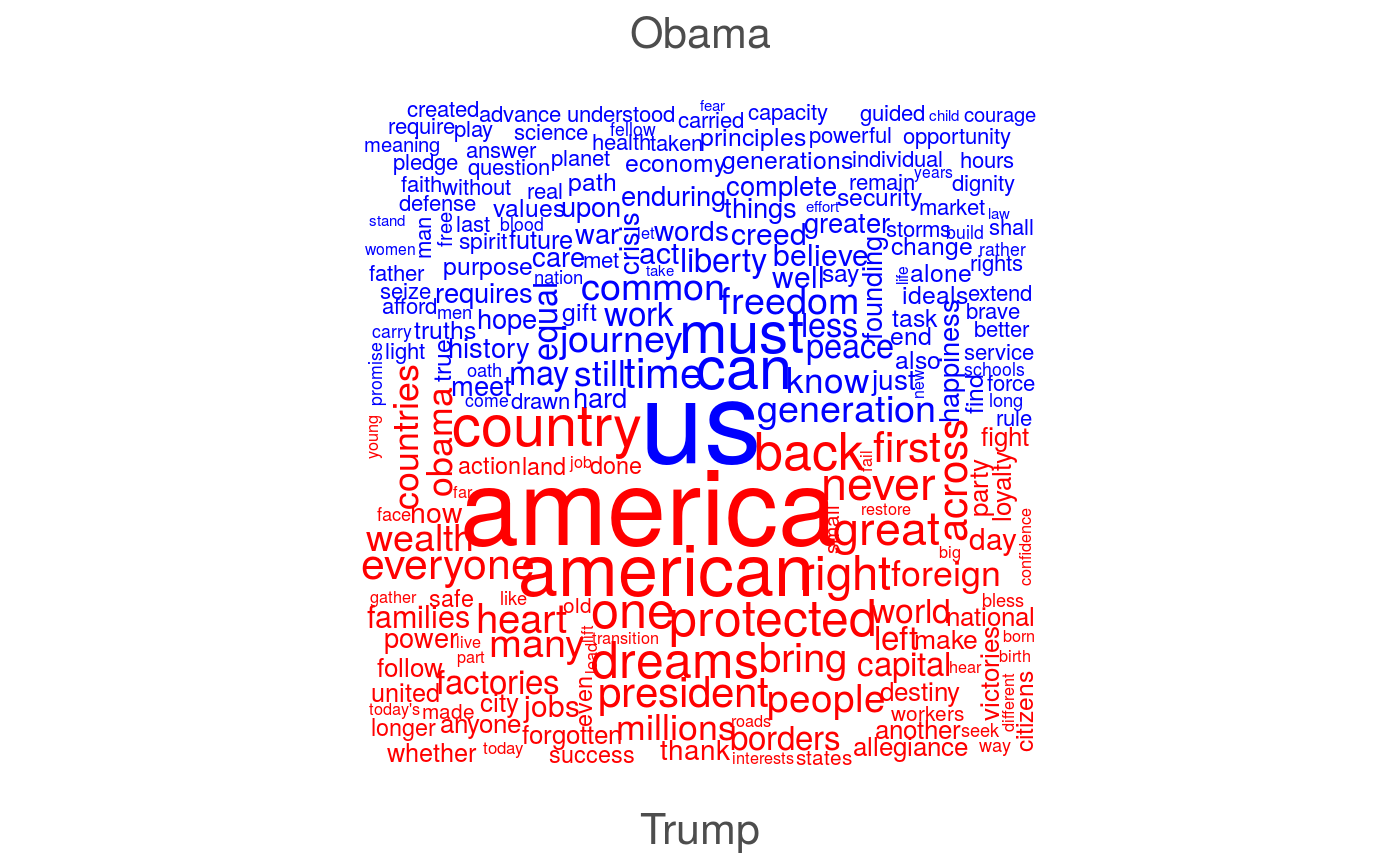 Obama
fear
created advance understood carried capacity guided child courage
require play science fellow health taken principles powerful opportunity
meaning answer planet economy generations individual hours
pledge question path complete remain years dignity
faith without real enduring things effort security market law
defense values upon greater storms build shall
stand man free last blood crisis let words creed change rather
women spirit future war act liberty believe founding life alone rights
father purpose care met take well say
seize requires nation common freedom ideals extend
afford men equal gift work must less task happiness brave
carry truths hope journey peace end better
promise light true history also service
oath may still time can know just new find schools
meet hard force
come drawn us generation long
rule
young countries obama country back first across fight
action land job done fail party loyalty
far america never
face now small restore great day confidence
wealth big
everyone american right foreign
gather safe like old one protected world bless
families heart national
power live many lead lift transition left make victories born
part dreams bring capital hear birth
follow factories president people destiny different citizens
united even
today's made city jobs workers
longer anyone forgotten millions roads borders another seek
whether today success thank interests states allegiance way
Trump